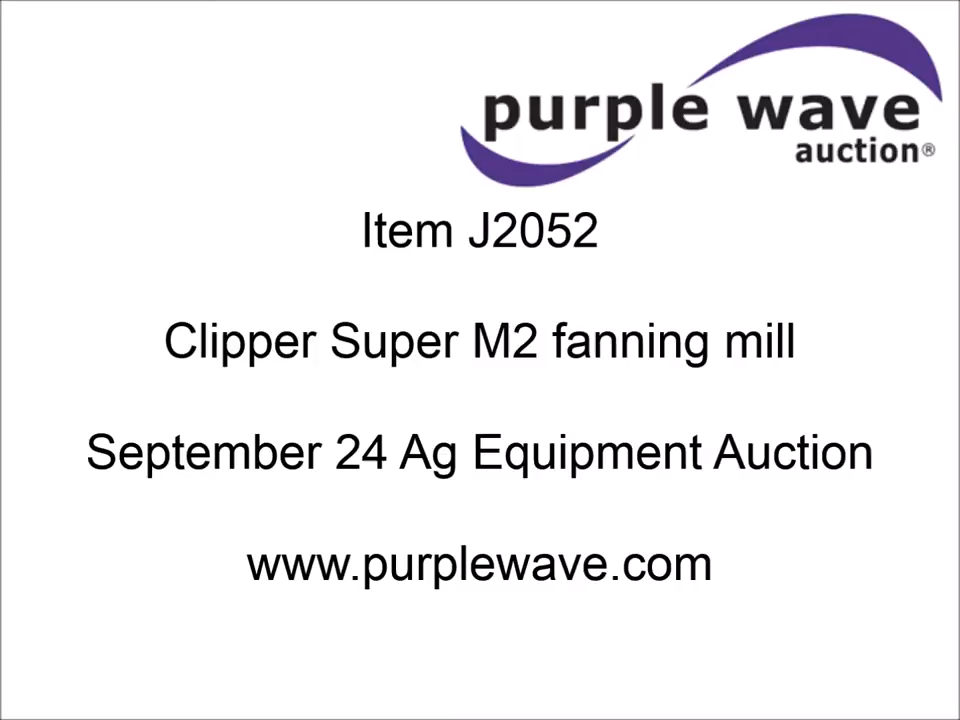 purple wave
auction®
Item J2052
Clipper Super M2 fanning mill
September 24 Ag Equipment Auction
www.purplewave.com